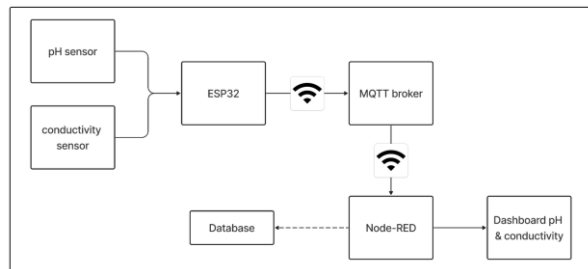 pH sensor
ESP32
MQTT broker
conductivity
sensor
Database
Node-RED
Dashboard pH
& conductivity